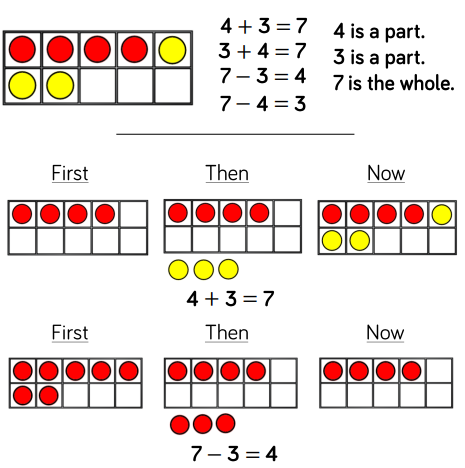 4 + 3 = 7
3 + 4 = 7
7 − 3 = 4
7 − 4 = 3
4 is a part.
3 is a part.
7 is the whole.
First
Then
Now
4 + 3 = 7
First
Then
Now
7 − 3 = 4